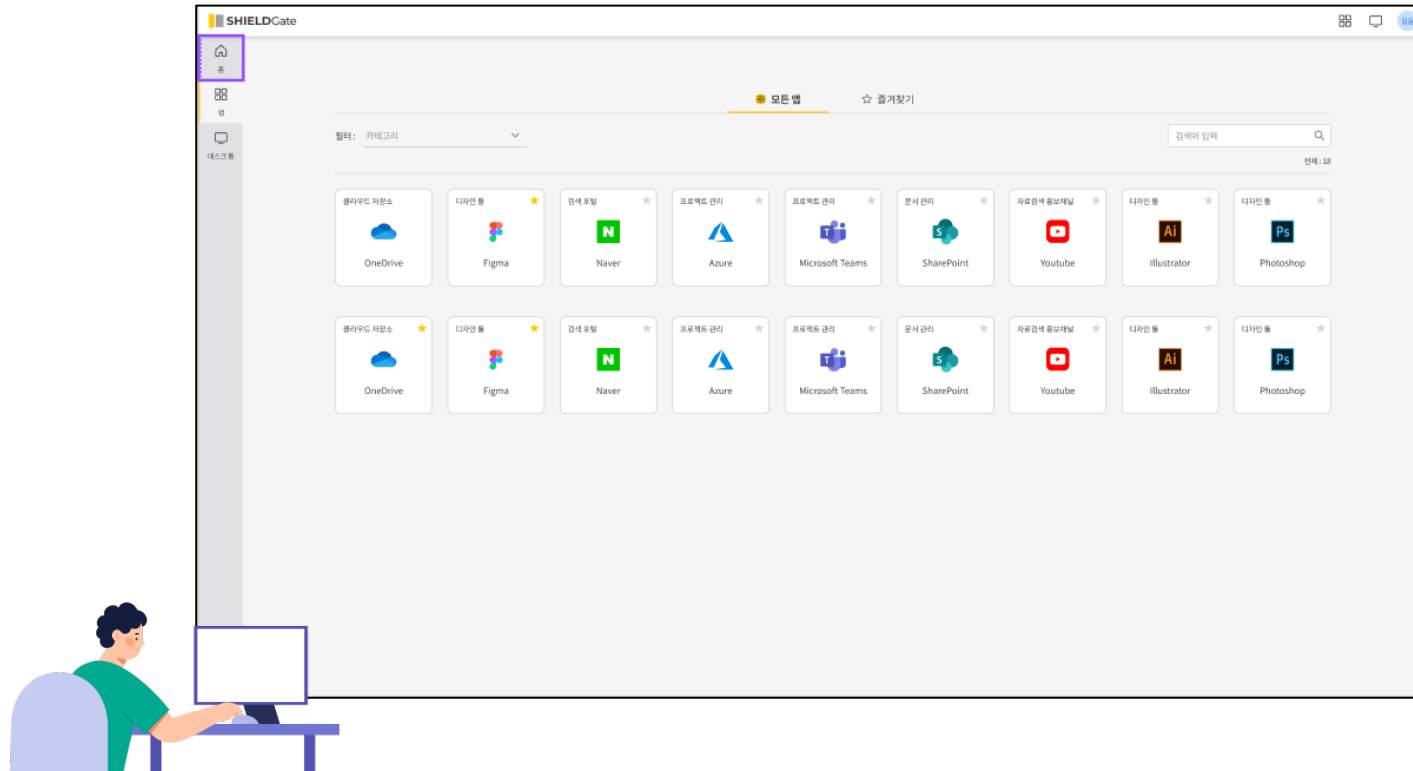 SHIELDGate
길동
홈
앱
데스크 톱
모든 앱 즐겨찾기
필터 : 카테고리
검색어 입력
전체 : 18
클라우드 저장소 디자인 툴 검색 포털 프로젝트 관리 프로젝트 관리 문서 관리 자료검색 홍보채널 디자인 툴 디자인 툴
N Ai Ps
OneDrive Figma Naver Azure Microsoft Teams SharePoint Youtube Illustrator Photoshop
클라우드 저장소 디자인 툴 검색 포털 프로젝트 관리 프로젝트 관리 문서 관리 자료검색 홍보채널 디자인 툴 디자인 툴
N Ai Ps
OneDrive Figma Naver Azure Microsoft Teams SharePoint Youtube Illustrator Photoshop